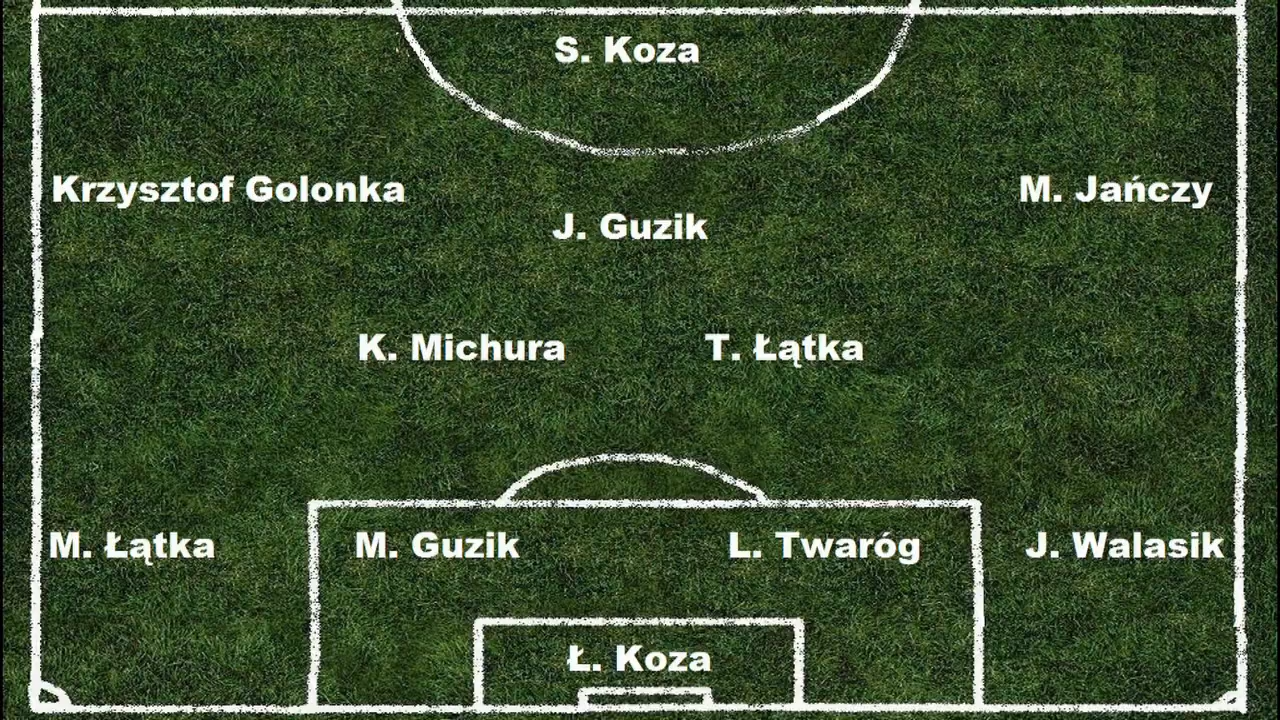 S. Koza
Krzysztof Golonka
M. Jańczy
J. Guzik
K. Michura
T. Łątka
M. Łątka
M. Guzik
L. Twaróg
J. Walasik
Ł. Koza